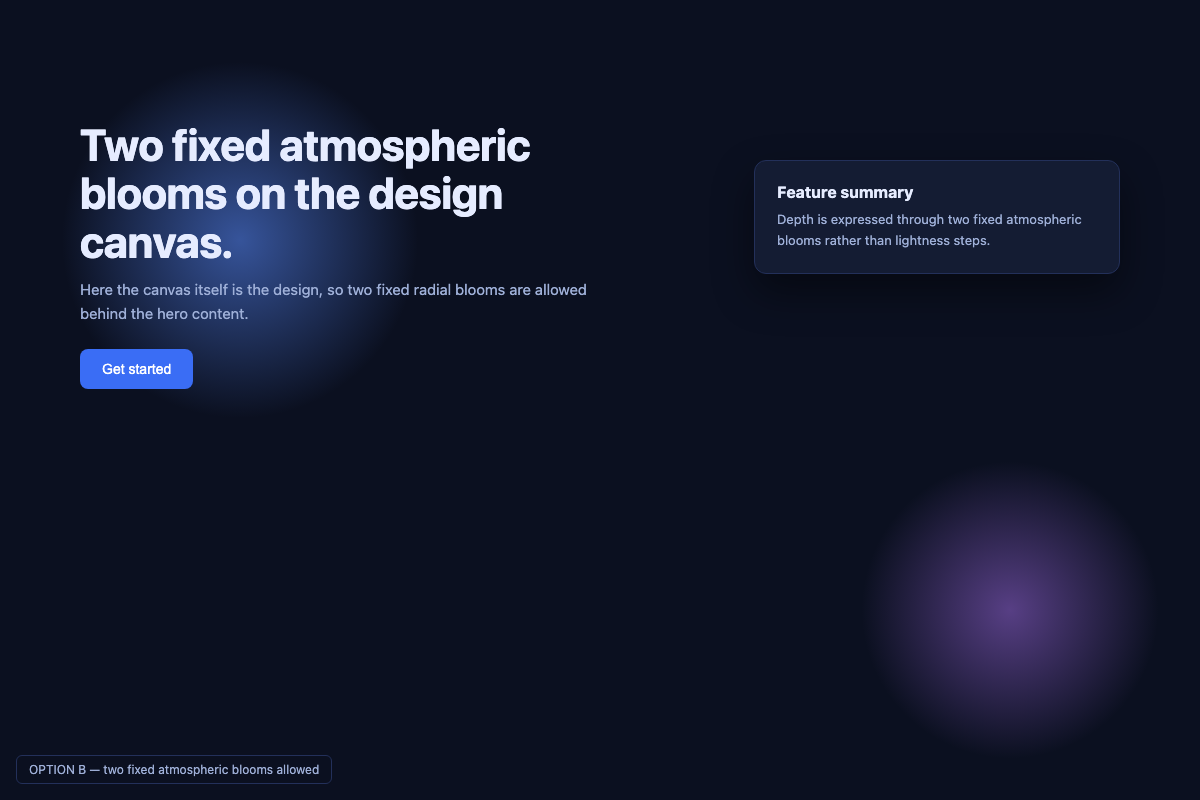 Two fixed atmospheric
blooms on the design
canvas.
Here the canvas itself is the design, so two fixed radial blooms are allowed
behind the hero content.
Get started
Feature summary
Depth is expressed through two fixed atmospheric
blooms rather than lightness steps.
OPTION B — two fixed atmospheric blooms allowed